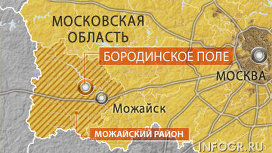 МОСКОВСКАЯ
ОБЛАСТЬ
БОРОДИНСКОЕ ПОЛЕ
МОСКВА
Можайск
МОЖАЙСКИЙ РАЙОН
INFOGR.RU